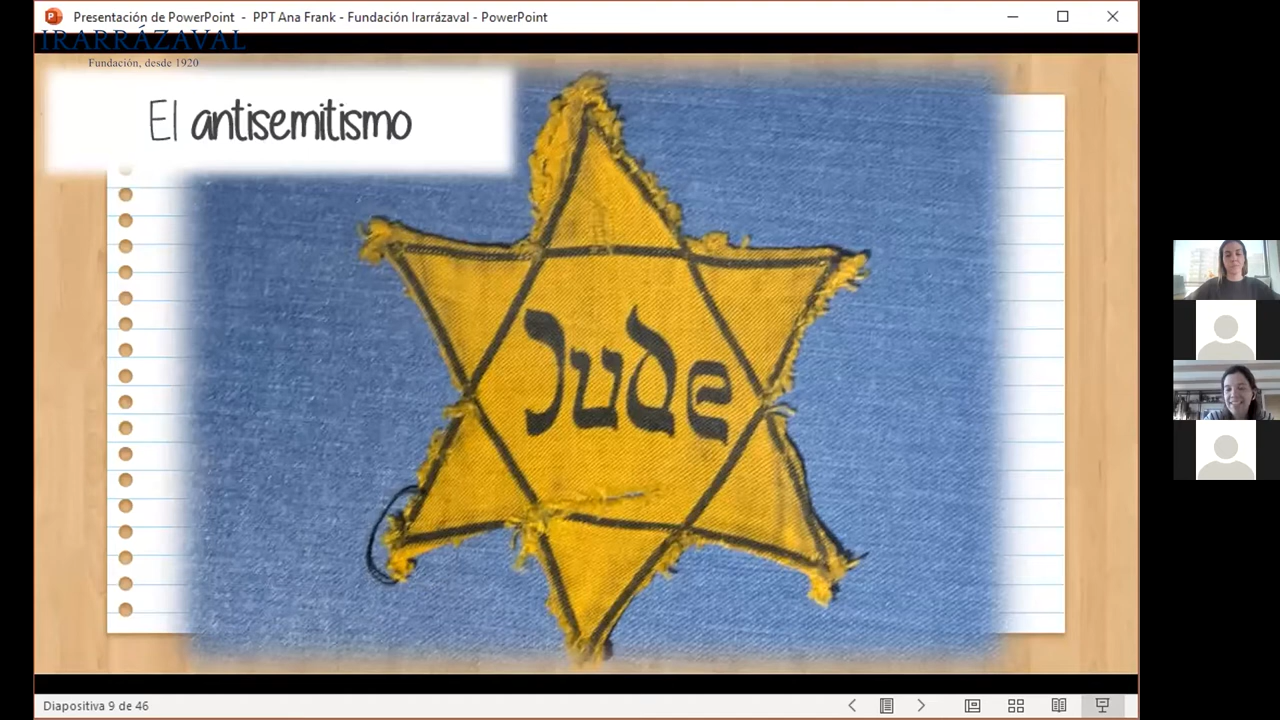 Presentación de PowerPoint - PPT Ana Frank - Fundación Irarrázaval - PowerPoint
IRARRÁZAVAL
Fundación, desde 1920
El antisemitismo
Jude
Diapositiva 9 de 46